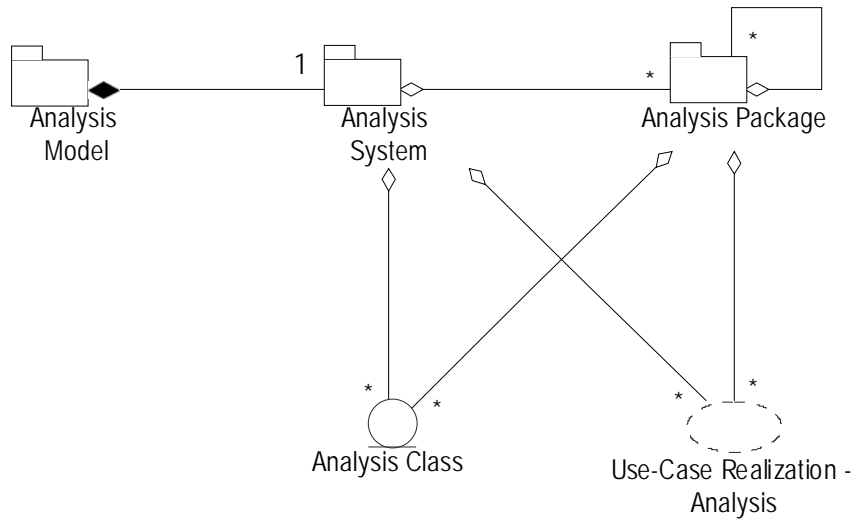 1
*
*
Analysis
Model
Analysis
System
Analysis Package
*
*
*
*
Analysis Class
Use-Case Realization -
Analysis